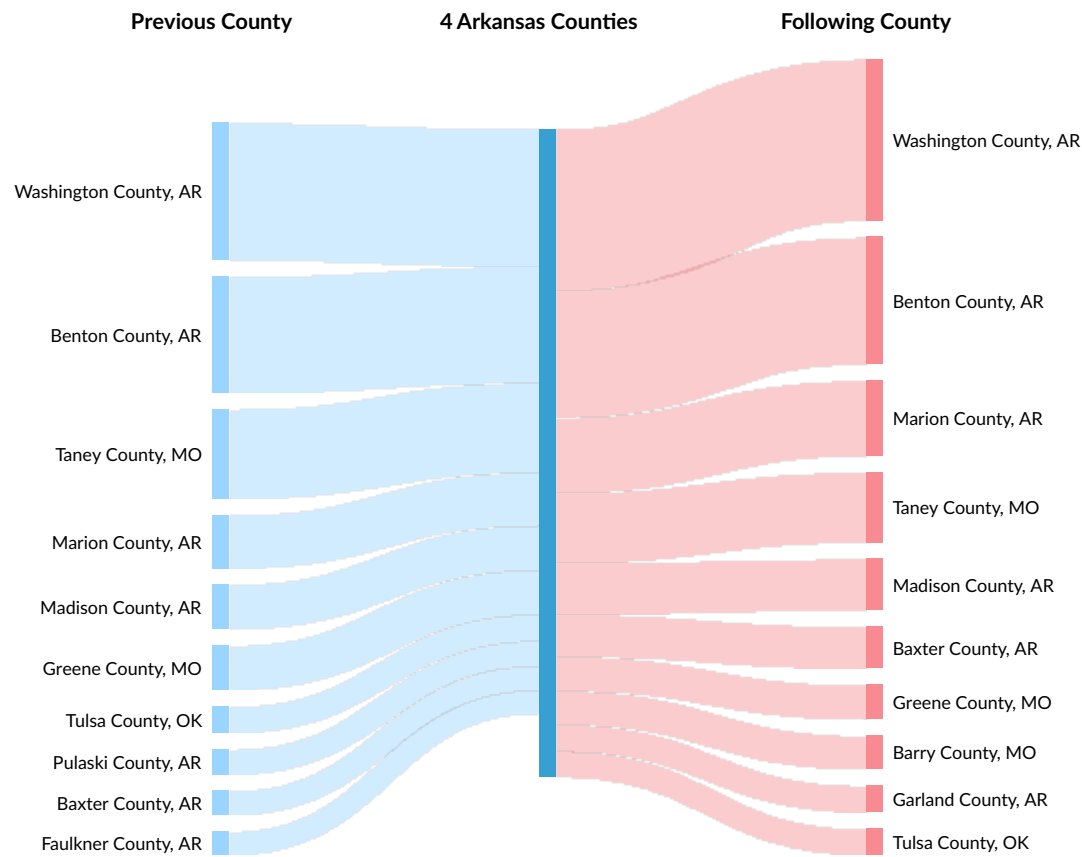 Previous County
4 Arkansas Counties
Following County
Washington County, AR
Benton County, AR
Taney County, MO
Marion County, AR
Madison County, AR
Greene County, MO
Tulsa County, OK
Pulaski County, AR
Baxter County, AR
Faulkner County, AR
Washington County, AR
Benton County, AR
Marion County, AR
Taney County, MO
Madison County, AR
Baxter County, AR
Greene County, MO
Barry County, MO
Garland County, AR
Tulsa County, OK